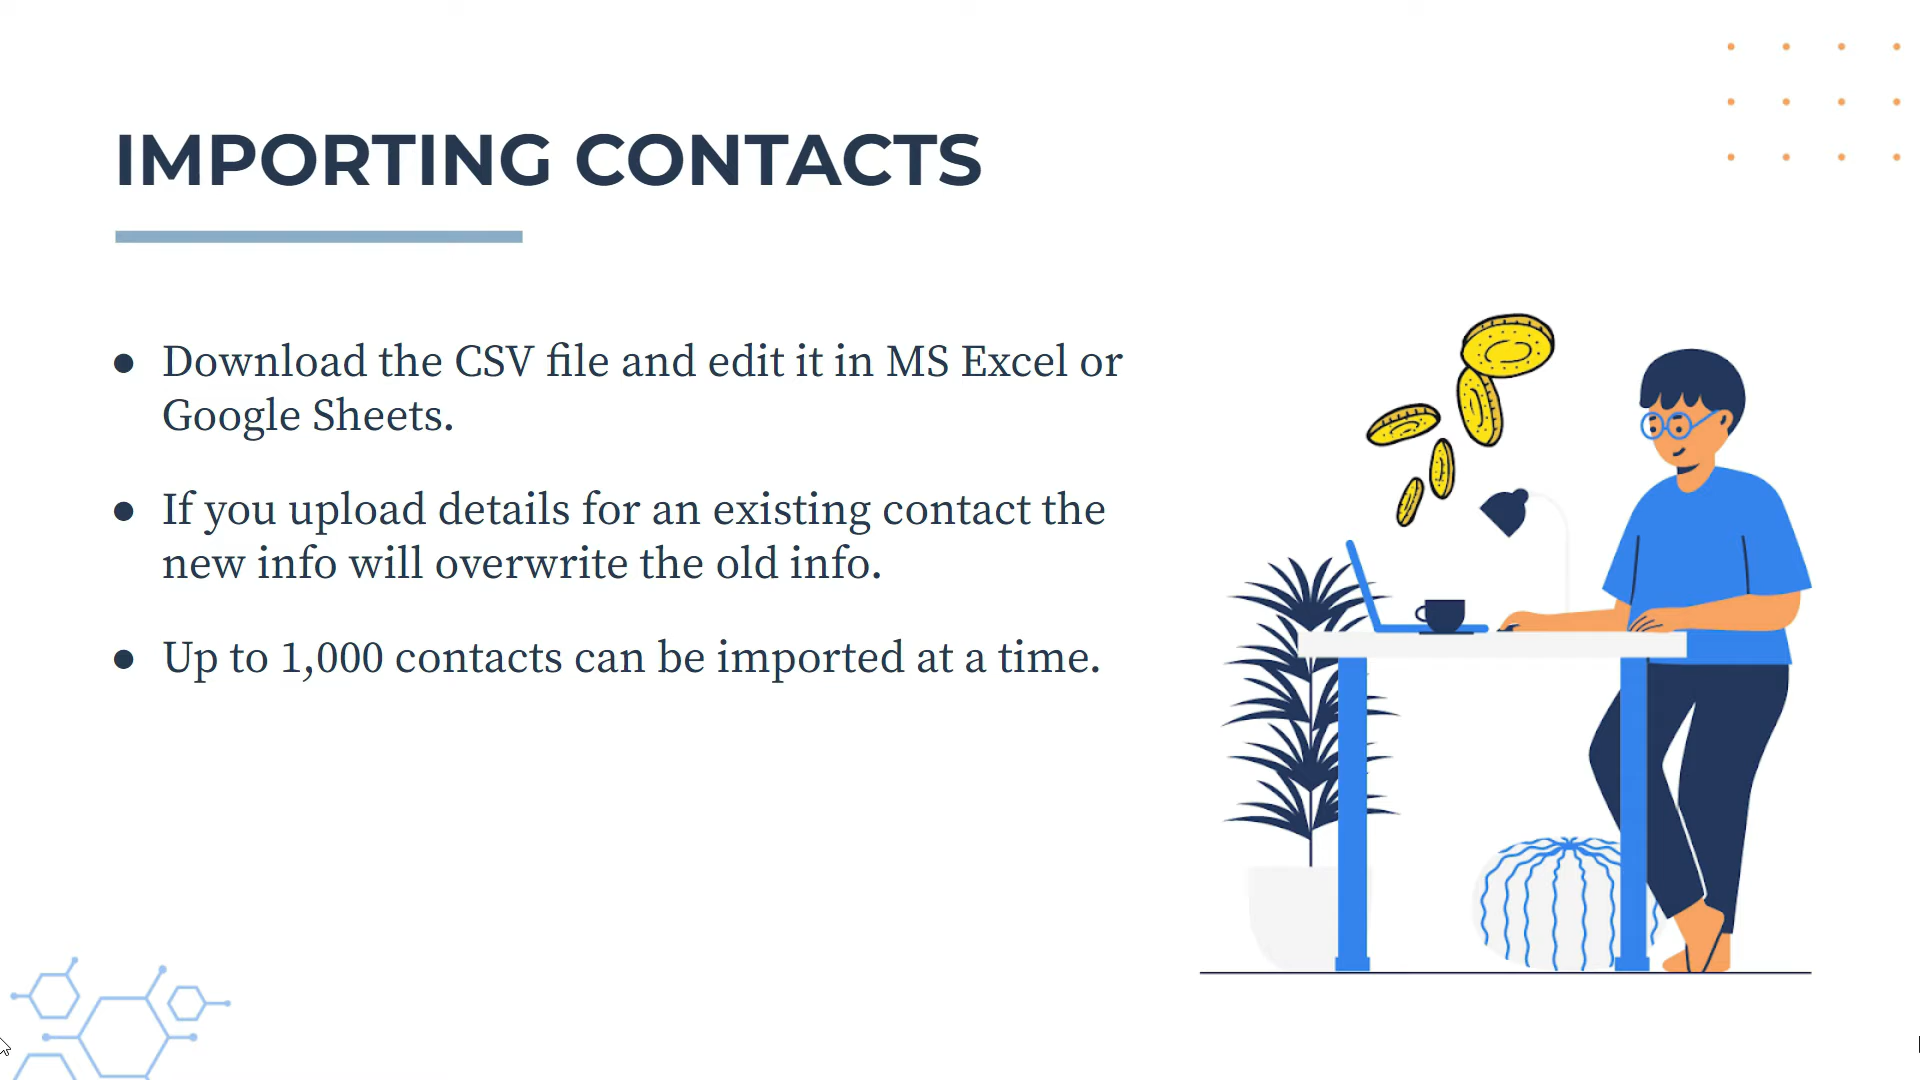 IMPORTING CONTACTS
● Download the CSV file and edit it in MS Excel or
Google Sheets.
● If you upload details for an existing contact the
new info will overwrite the old info.
● Up to 1,000 contacts can be imported at a time.